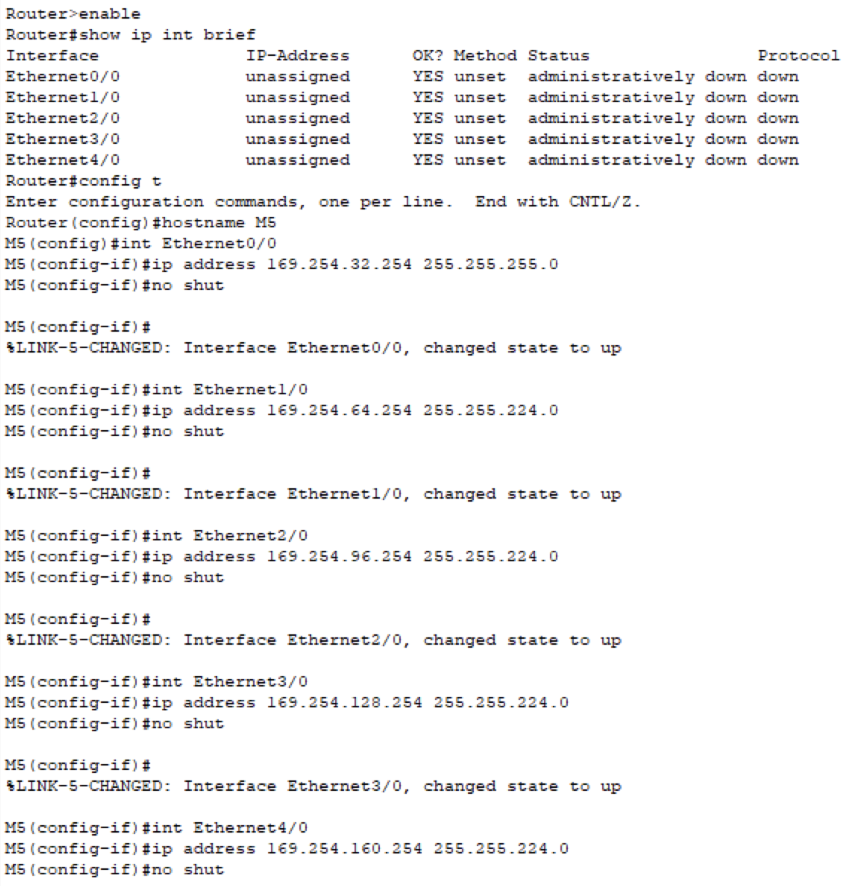 Router>enable
Router#show ip int brief
Interface              IP-Address      OK? Method Status                Protocol
Ethernet0/0            unassigned      YES unset  administratively down down
Ethernet1/0            unassigned      YES unset  administratively down down
Ethernet2/0            unassigned      YES unset  administratively down down
Ethernet3/0            unassigned      YES unset  administratively down down
Ethernet4/0            unassigned      YES unset  administratively down down
Router#config t
Enter configuration commands, one per line.  End with CNTL/Z.
Router(config)#hostname M5
M5(config)#int Ethernet0/0
M5(config-if)#ip address 169.254.32.254 255.255.255.0
M5(config-if)#no shut
M5(config-if)#
%LINK-5-CHANGED: Interface Ethernet0/0, changed state to up
M5(config-if)#int Ethernet1/0
M5(config-if)#ip address 169.254.64.254 255.255.224.0
M5(config-if)#no shut
M5(config-if)#
%LINK-5-CHANGED: Interface Ethernet1/0, changed state to up
M5(config-if)#int Ethernet2/0
M5(config-if)#ip address 169.254.96.254 255.255.224.0
M5(config-if)#no shut
M5(config-if)#
%LINK-5-CHANGED: Interface Ethernet2/0, changed state to up
M5(config-if)#int Ethernet3/0
M5(config-if)#ip address 169.254.128.254 255.255.224.0
M5(config-if)#no shut
M5(config-if)#
%LINK-5-CHANGED: Interface Ethernet3/0, changed state to up
M5(config-if)#int Ethernet4/0
M5(config-if)#ip address 169.254.160.254 255.255.224.0
M5(config-if)#no shut